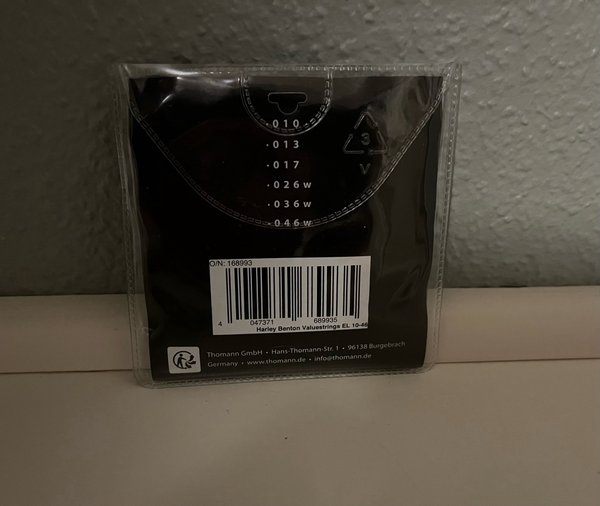 .010
.013
.017
.026w
.036w
.046w
3
V
O/N: 168993
4 047371 689935
Harley Benton Valuestrings EL 10-46
Thomann GmbH • Hans-Thomann-Str. 1 • 96138 Burgebrach
Germany • www.thomann.de • info@thomann.de